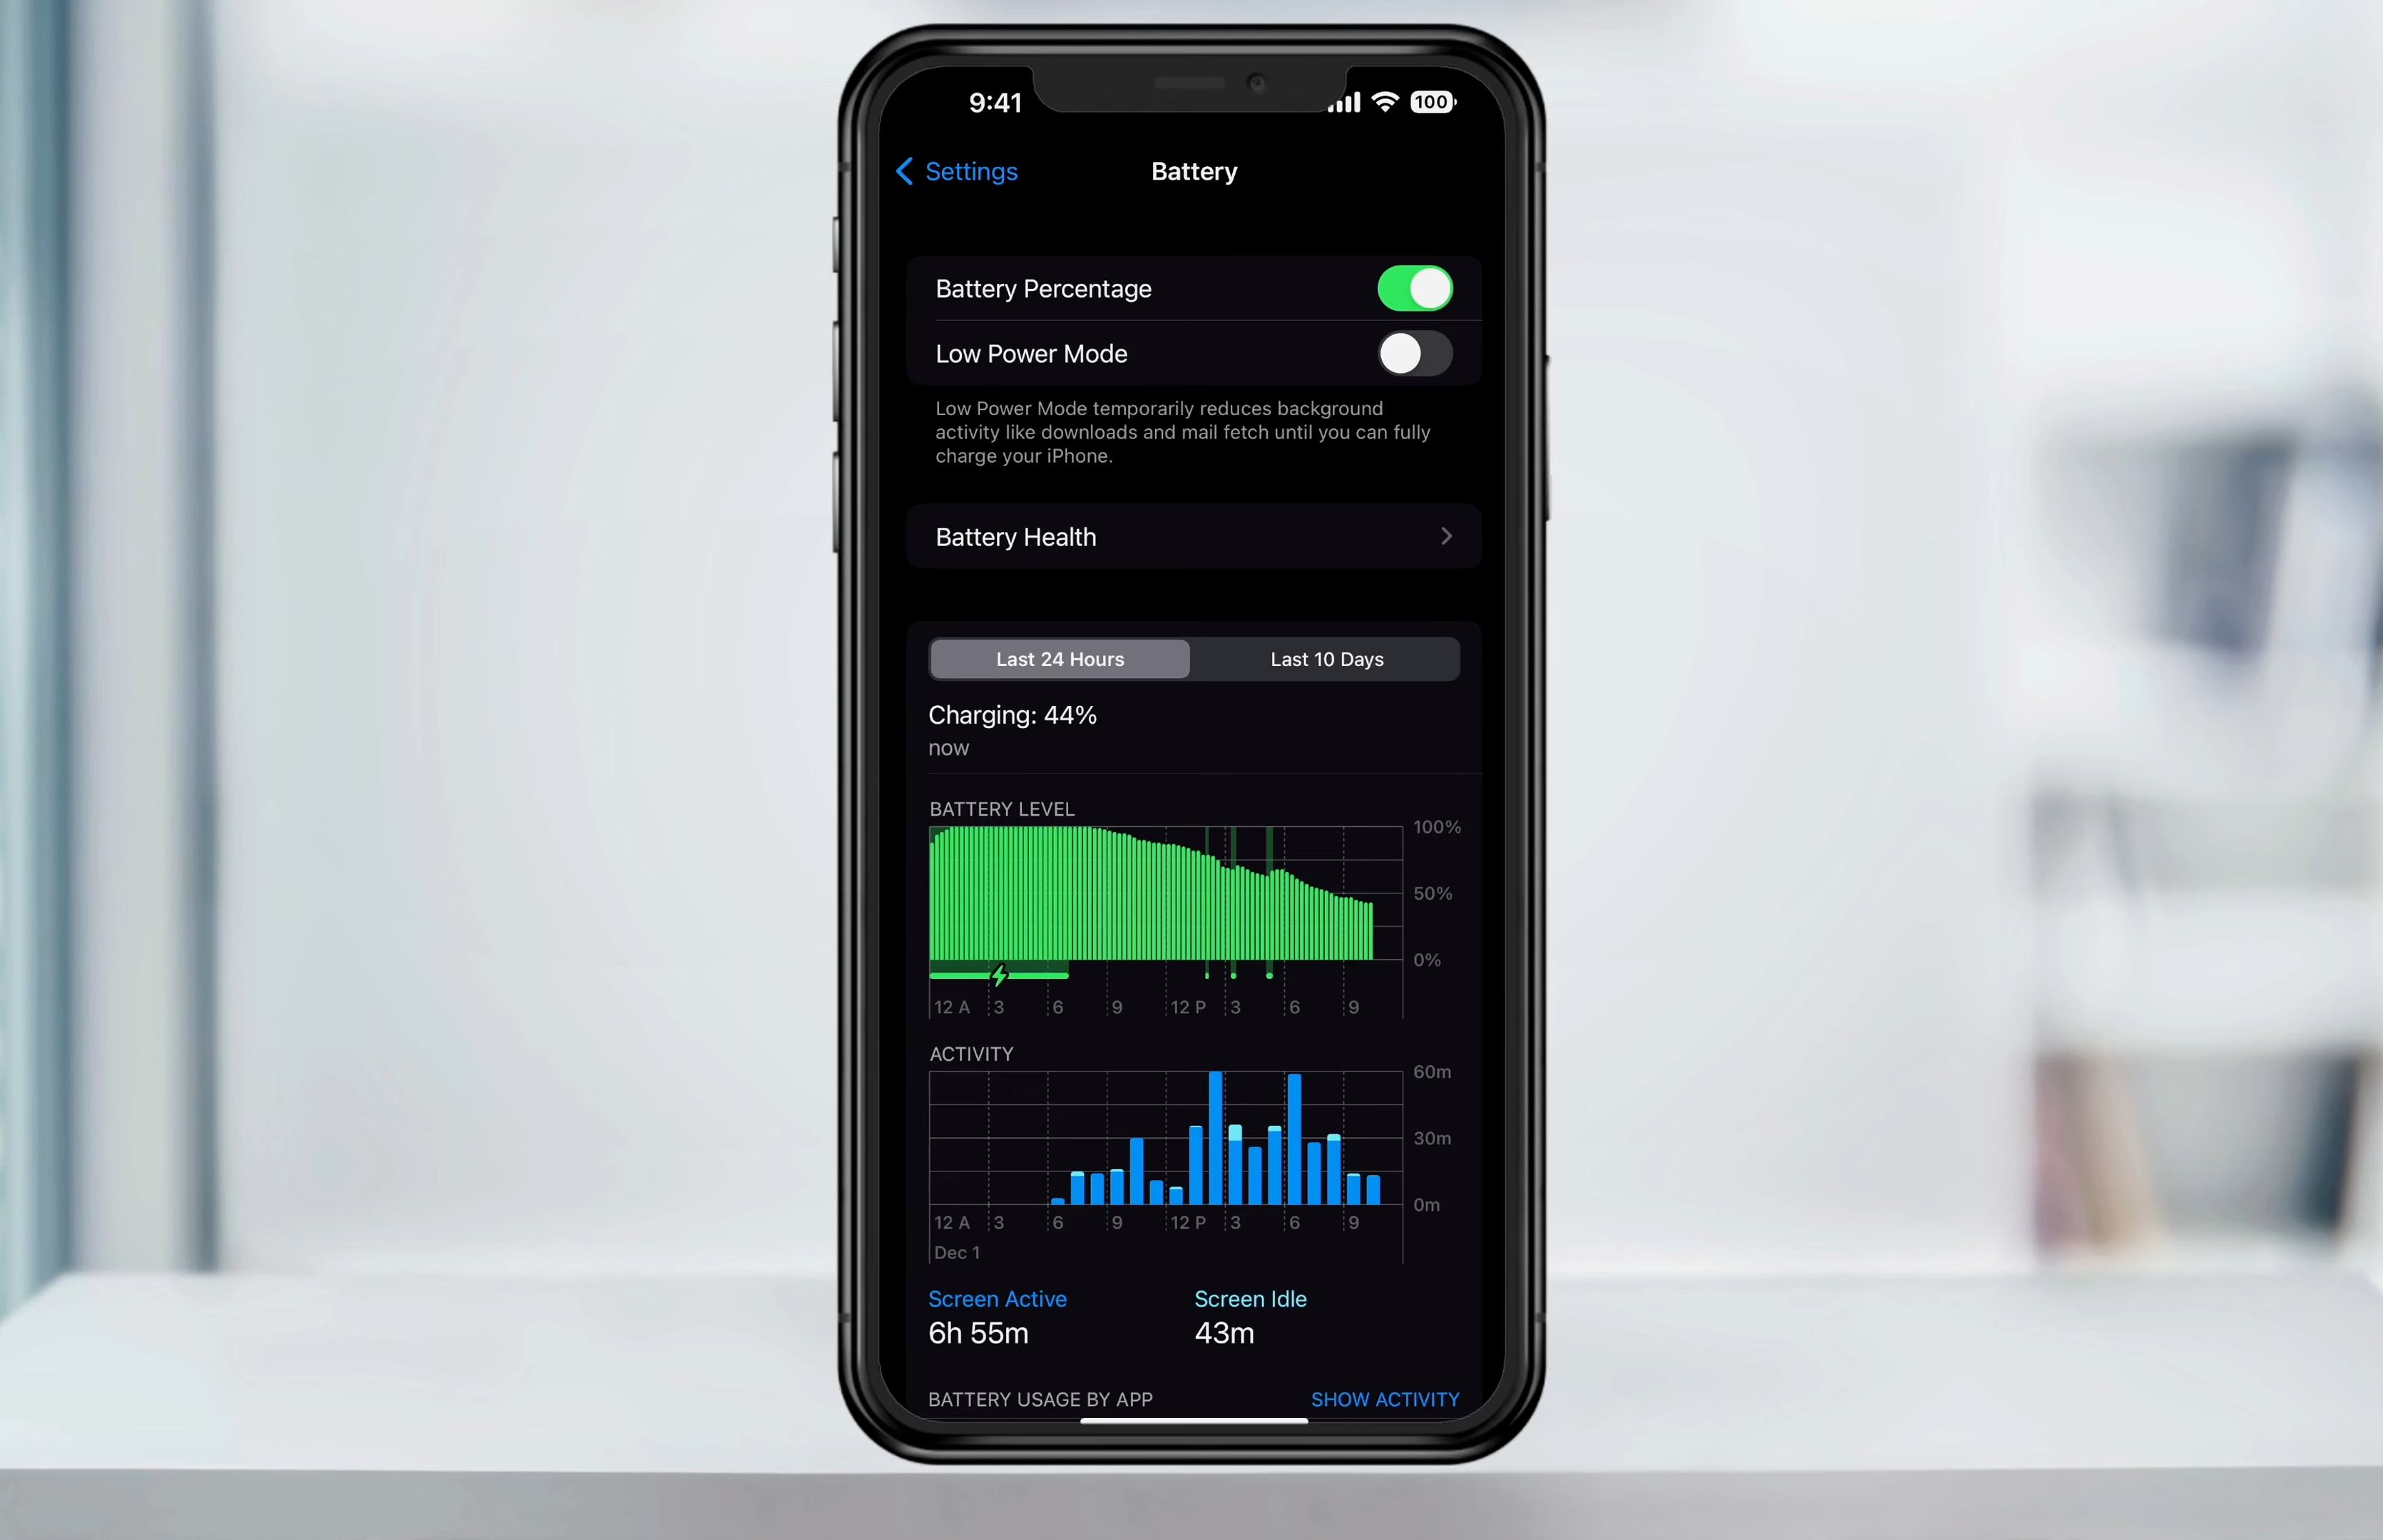 9:41
100
Settings
Battery
Battery Percentage
Low Power Mode
Low Power Mode temporarily reduces background
activity like downloads and mail fetch until you can fully
charge your iPhone.
Battery Health
Last 24 Hours
Last 10 Days
Charging: 44%
now
BATTERY LEVEL
100%
50%
0%
12 A 3 6 9 12 P 3 6 9
ACTIVITY
60m
30m
0m
12 A 3 6 9 12 P 3 6 9
Dec 1
Screen Active
Screen Idle
6h 55m
43m
BATTERY USAGE BY APP
SHOW ACTIVITY